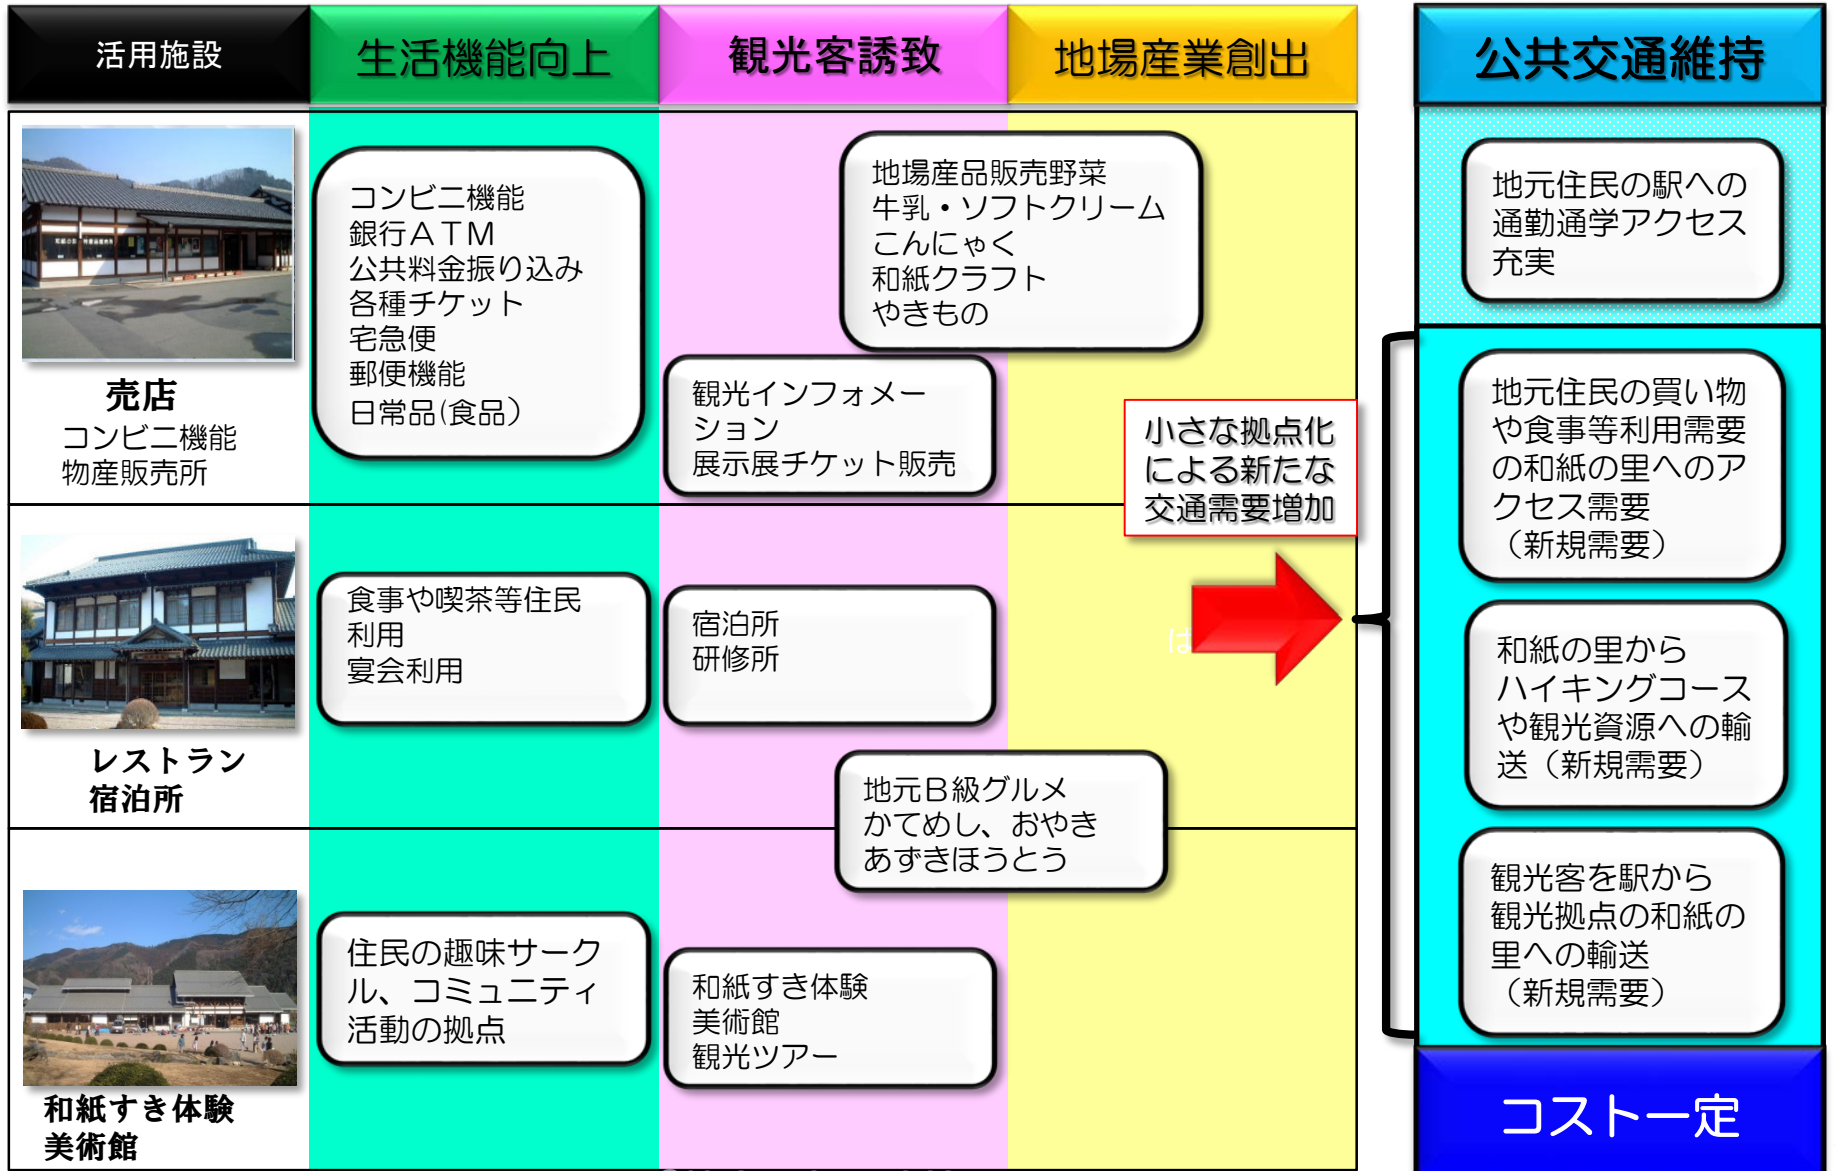 活用施設
生活機能向上
観光客誘致
地場産業創出
公共交通維持
売店
コンビニ機能
物産販売所
コンビニ機能
銀行ＡＴＭ
公共料金振り込み
各種チケット
宅急便
郵便機能
日常品(食品）
地場産品販売野菜
牛乳・ソフトクリーム
こんにゃく
和紙クラフト
やきもの
観光インフォメー
ション
展示展チケット販売
小さな拠点化
による新たな
交通需要増加
レストラン
宿泊所
食事や喫茶等住民
利用
宴会利用
宿泊所
研修所
は
地元Ｂ級グルメ
かてめし、おやき
あずきほうとう
和紙すき体験
美術館
住民の趣味サーク
ル、コミュニティ
活動の拠点
和紙すき体験
美術館
観光ツアー
地元住民の駅への
通勤通学アクセス
充実
地元住民の買い物
や食事等利用需要
の和紙の里へのア
クセス需要
（新規需要）
和紙の里から
ハイキングコース
や観光資源への輸
送（新規需要）
観光客を駅から
観光拠点の和紙の
里への輸送
（新規需要）
コスト一定